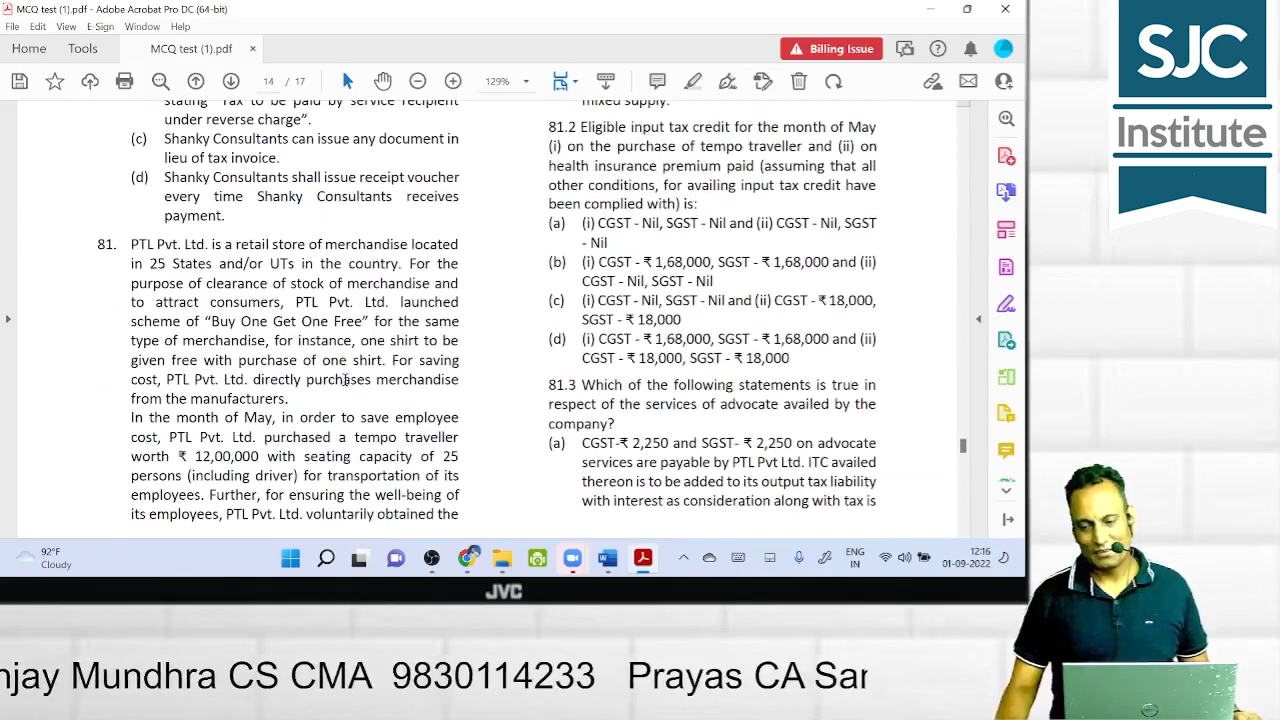 MCQ test (1).pdf - Adobe Acrobat Pro DC (64-bit)
File Edit View E-Sign Window Help
Home Tools MCQ test (1).pdf × Billing Issue
14 / 17 129%
stating "Tax to be paid by service recipient
under reverse charge".
(c) Shanky Consultants can issue any document in
lieu of tax invoice.
(d) Shanky Consultants shall issue receipt voucher
every time Shanky Consultants receives
payment.
81. PTL Pvt. Ltd. is a retail store of merchandise located
in 25 States and/or UTs in the country. For the
purpose of clearance of stock of merchandise and
to attract consumers, PTL Pvt. Ltd. launched
scheme of "Buy One Get One Free" for the same
type of merchandise, for instance, one shirt to be
given free with purchase of one shirt. For saving
cost, PTL Pvt. Ltd. directly purchases merchandise
from the manufacturers.
In the month of May, in order to save employee
cost, PTL Pvt. Ltd. purchased a tempo traveller
worth ₹ 12,00,000 with seating capacity of 25
persons (including driver) for transportation of its
employees. Further, for ensuring the well-being of
its employees, PTL Pvt. Ltd. voluntarily obtained the
mixed supply.
81.2 Eligible input tax credit for the month of May
(i) on the purchase of tempo traveller and (ii) on
health insurance premium paid (assuming that all
other conditions, for availing input tax credit have
been complied with) is:
(a) (i) CGST - Nil, SGST - Nil and (ii) CGST - Nil, SGST
- Nil
(b) (i) CGST - ₹ 1,68,000, SGST - ₹ 1,68,000 and (ii)
CGST - Nil, SGST - Nil
(c) (i) CGST - Nil, SGST - Nil and (ii) CGST - ₹ 18,000,
SGST - ₹ 18,000
(d) (i) CGST - ₹ 1,68,000, SGST - ₹ 1,68,000 and (ii)
CGST - ₹ 18,000, SGST - ₹ 18,000
81.3 Which of the following statements is true in
respect of the services of advocate availed by the
company?
(a) CGST-₹ 2,250 and SGST- ₹ 2,250 on advocate
services are payable by PTL Pvt Ltd. ITC availed
thereon is to be added to its output tax liability
with interest as consideration along with tax is
92°F
Cloudy
ENG
IN
12:16
01-09-2022
JVC
SJC
Institute
njay Mundhra CS CMA 9830114233 Prayas CA Sar